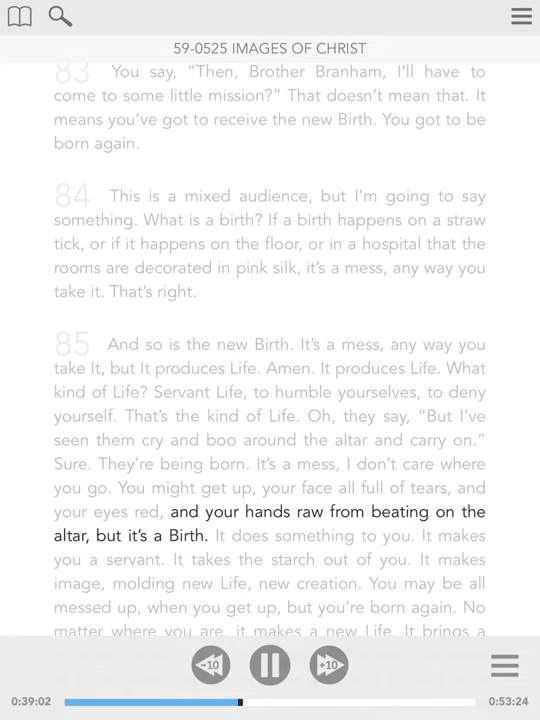 59-0525 IMAGES OF CHRIST
83 You say, “Then, Brother Branham, I’ll have to
come to some little mission?” That doesn’t mean that. It
means you’ve got to receive the new Birth. You got to be
born again.
84 This is a mixed audience, but I’m going to say
something. What is a birth? If a birth happens on a straw
tick, or if it happens on the floor, or in a hospital that the
rooms are decorated in pink silk, it’s a mess, any way you
take it. That’s right.
85 And so is the new Birth. It’s a mess, any way you
take It, but It produces Life. Amen. It produces Life. What
kind of Life? Servant Life, to humble yourselves, to deny
yourself. That’s the kind of Life. Oh, they say, “But I’ve
seen them cry and boo around the altar and carry on.”
Sure. They’re being born. It’s a mess, I don’t care where
you go. You might get up, your face all full of tears, and
your eyes red, and your hands raw from beating on the
altar, but it’s a Birth. It does something to you. It makes
you a servant. It takes the starch out of you. It makes
image, molding new Life, new creation. You may be all
messed up, when you get up, but you’re born again. No
matter where you are, it makes a new Life. It brings a
-10
+10
0:39:02
0:53:24